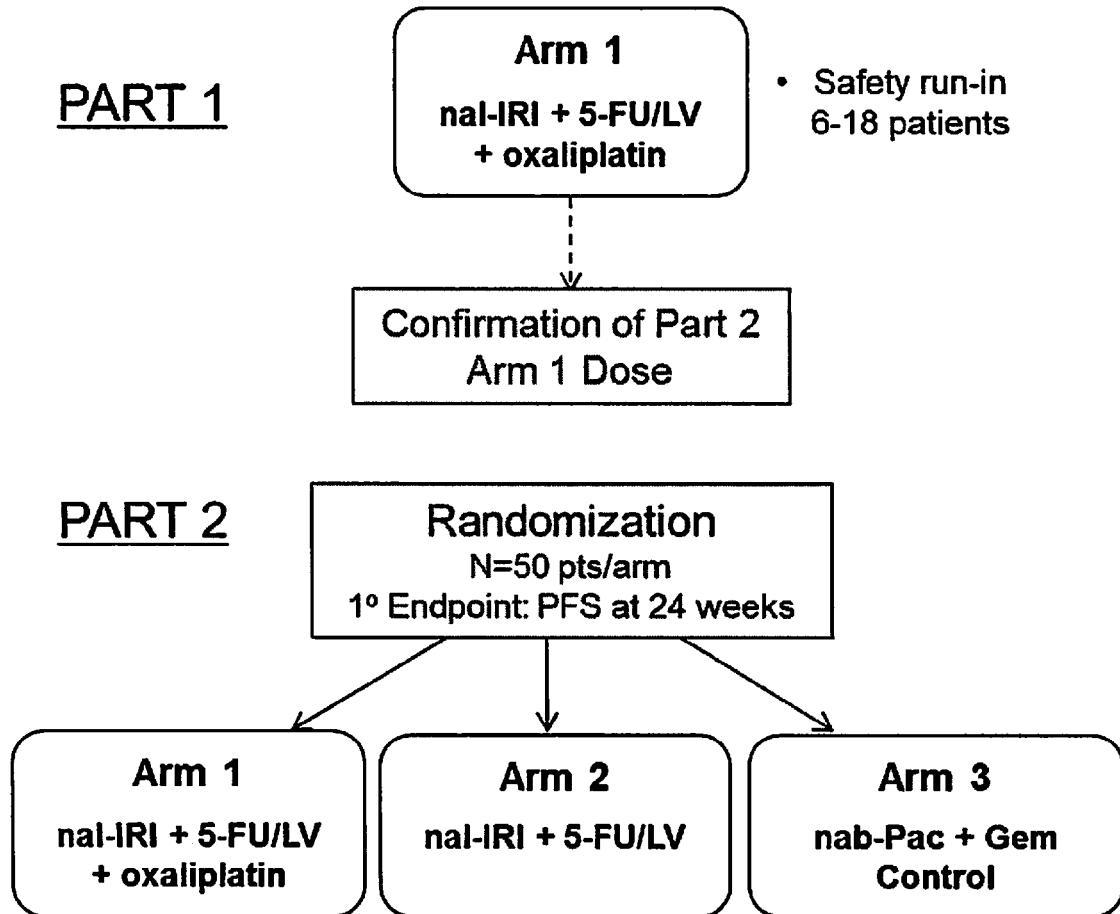 PART 1
Arm 1
nal-IRI + 5-FU/LV
+ oxaliplatin
• Safety run-in
6-18 patients
Confirmation of Part 2
Arm 1 Dose
PART 2
Randomization
N=50 pts/arm
1º Endpoint: PFS at 24 weeks
Arm 1
nal-IRI + 5-FU/LV
+ oxaliplatin
Arm 2
nal-IRI + 5-FU/LV
Arm 3
nab-Pac + Gem
Control